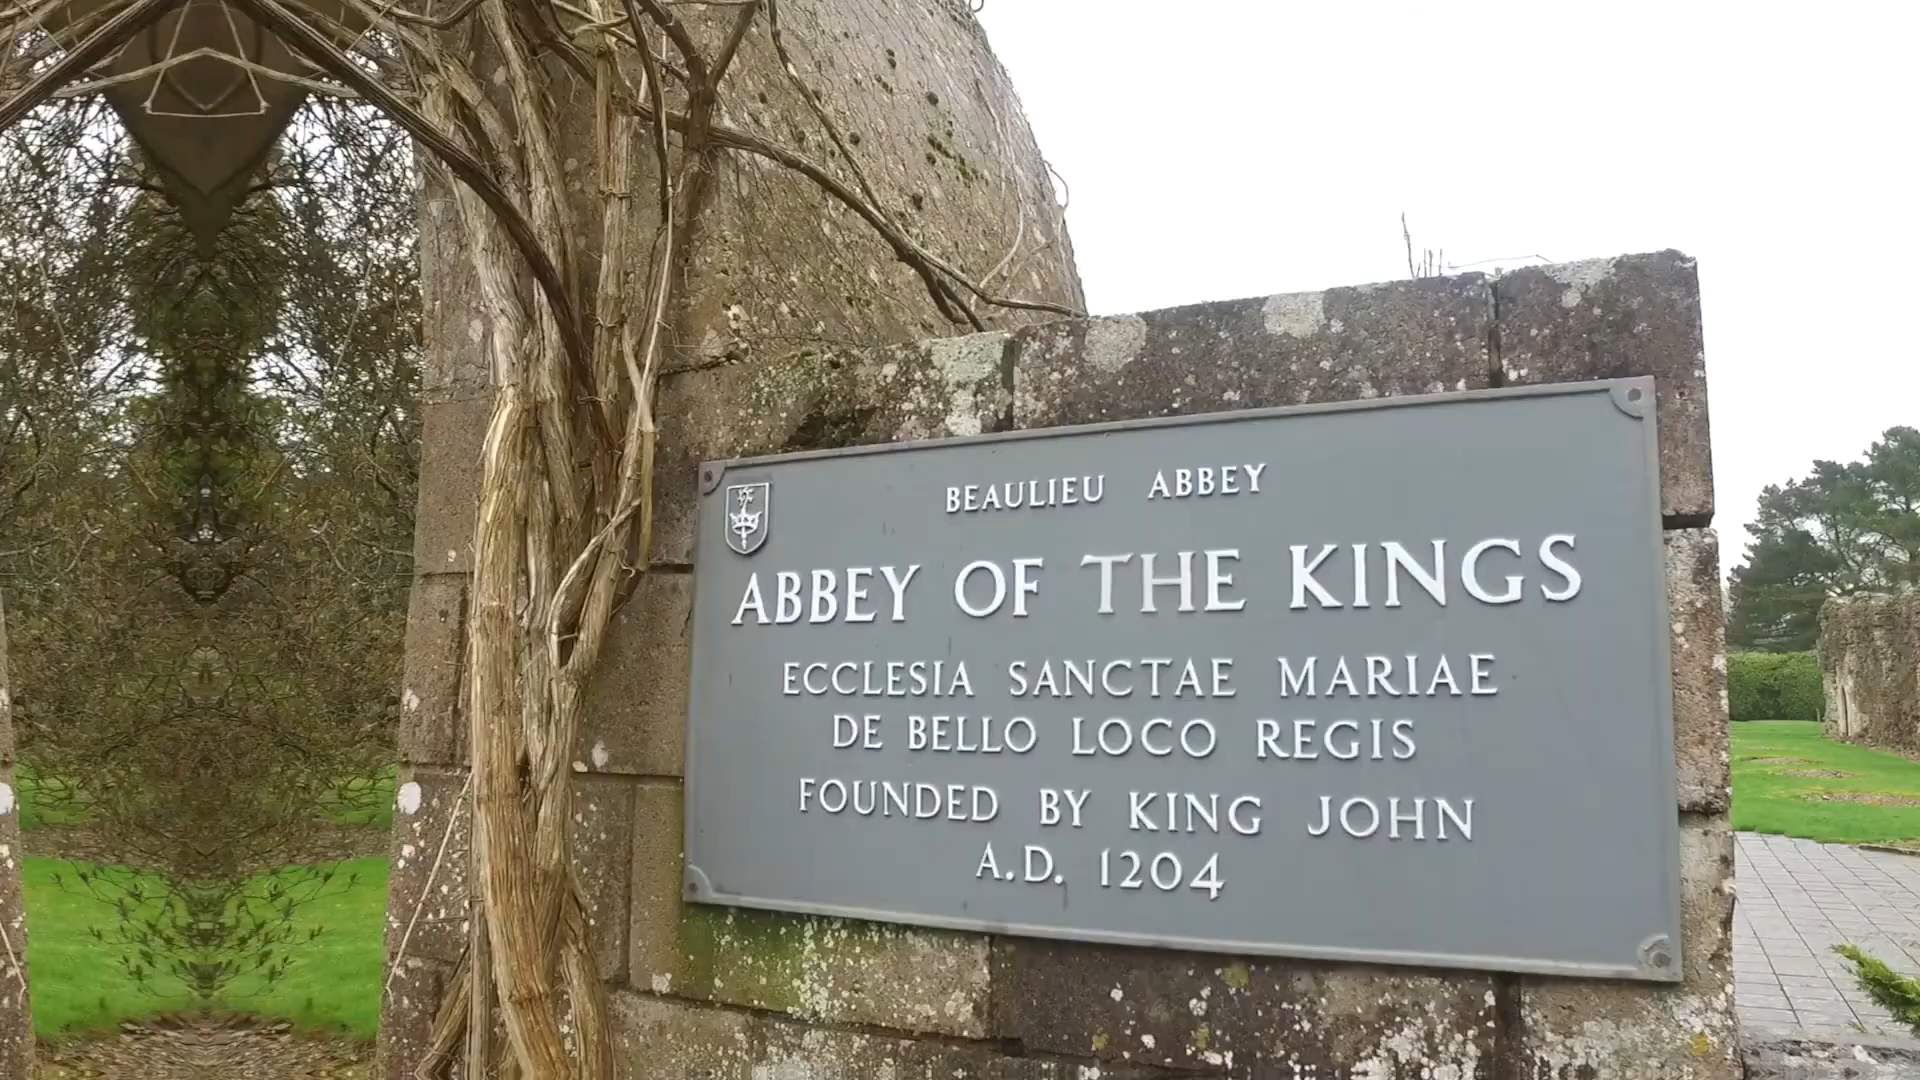 BEAULIEU ABBEY
ABBEY OF THE KINGS
ECCLESIA SANCTAE MARIAE
DE BELLO LOCO REGIS
FOUNDED BY KING JOHN
A.D. 1204